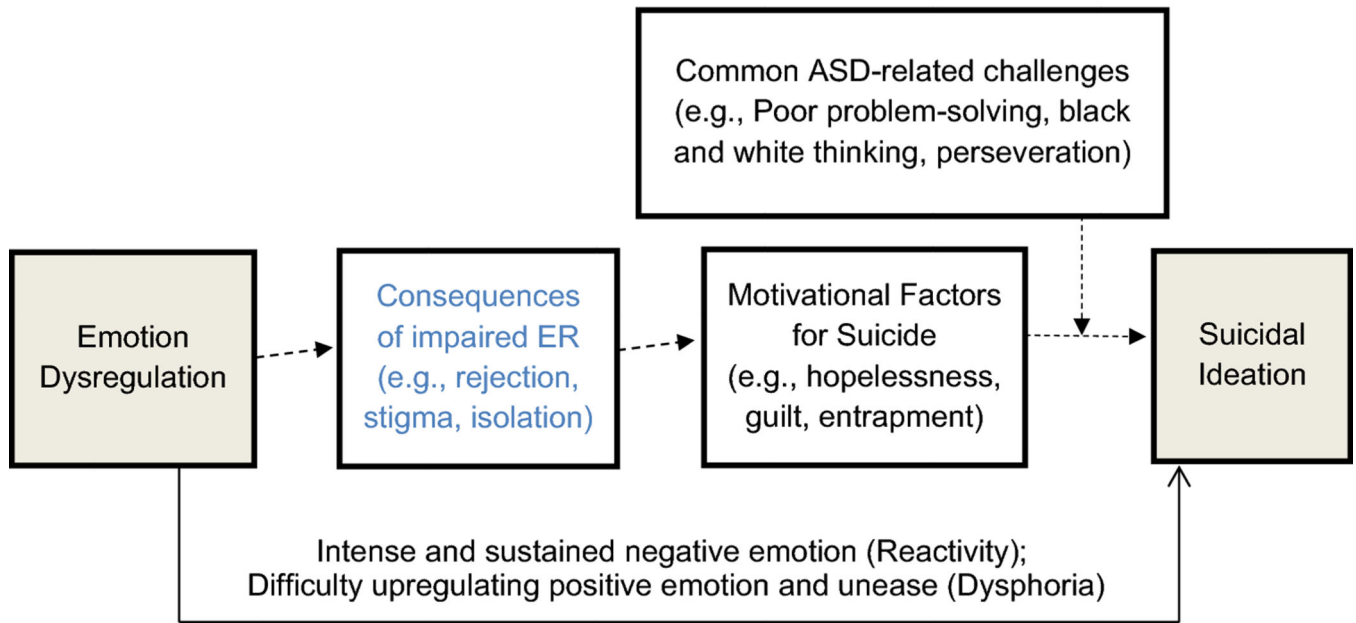 Common ASD-related challenges
(e.g., Poor problem-solving, black
and white thinking, perseveration)
Emotion
Dysregulation
Consequences
of impaired ER
(e.g., rejection,
stigma, isolation)
Motivational Factors
for Suicide
(e.g., hopelessness,
guilt, entrapment)
Suicidal
Ideation
Intense and sustained negative emotion (Reactivity);
Difficulty upregulating positive emotion and unease (Dysphoria)